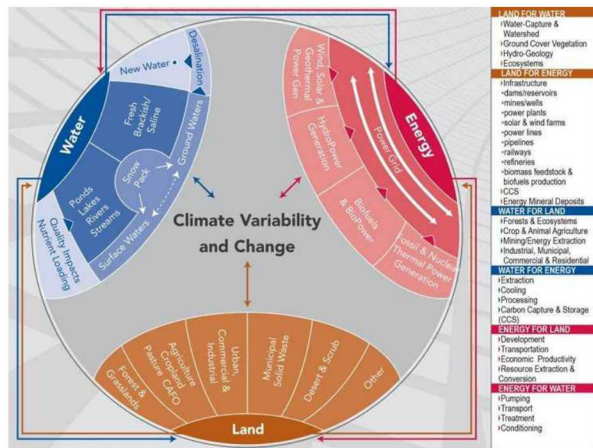 New Water
Desalination
Water
Fresh
Brackish/
Saline
Ground Waters
Snow
Pack
Ponds
Lakes
Rivers
Streams
Surface Waters
Quality Impacts
Nutrient Loading
Wind, Solar &
Geothermal
Power Gen
Power Grid
Energy
HydroPower
Generation
Biofuels
& BioPower
Fossil & Nuclear
Thermal Power
Generation
Climate Variability
and Change
Forest &
Grasslands
Agriculture
Cropland
Pasture CAFO
Urban,
Commercial &
Industrial
Municipal
Solid Waste
Desert & Scrub
Other
Land
LAND FOR WATER
Water-Capture &
Watershed
Ground Cover Vegetation
Hydro-Geology
Ecosystems
LAND FOR ENERGY
Infrastructure
•dams/reservoirs
•mines/wells
•power plants
•solar & wind farms
•power lines
•pipelines
•railways
•refineries
•biomass feedstock &
biofuels production
CCS
Energy Mineral Deposits
WATER FOR LAND
Forests & Ecosystems
Crop & Animal Agriculture
Mining/Energy Extraction
Industrial, Municipal,
Commercial & Residential
WATER FOR ENERGY
Extraction
Cooling
Processing
Carbon Capture & Storage
(CCS)
ENERGY FOR LAND
Development
Transportation
Economic Productivity
Resource Extraction &
Conversion
ENERGY FOR WATER
Pumping
Transport
Treatment
Conditioning